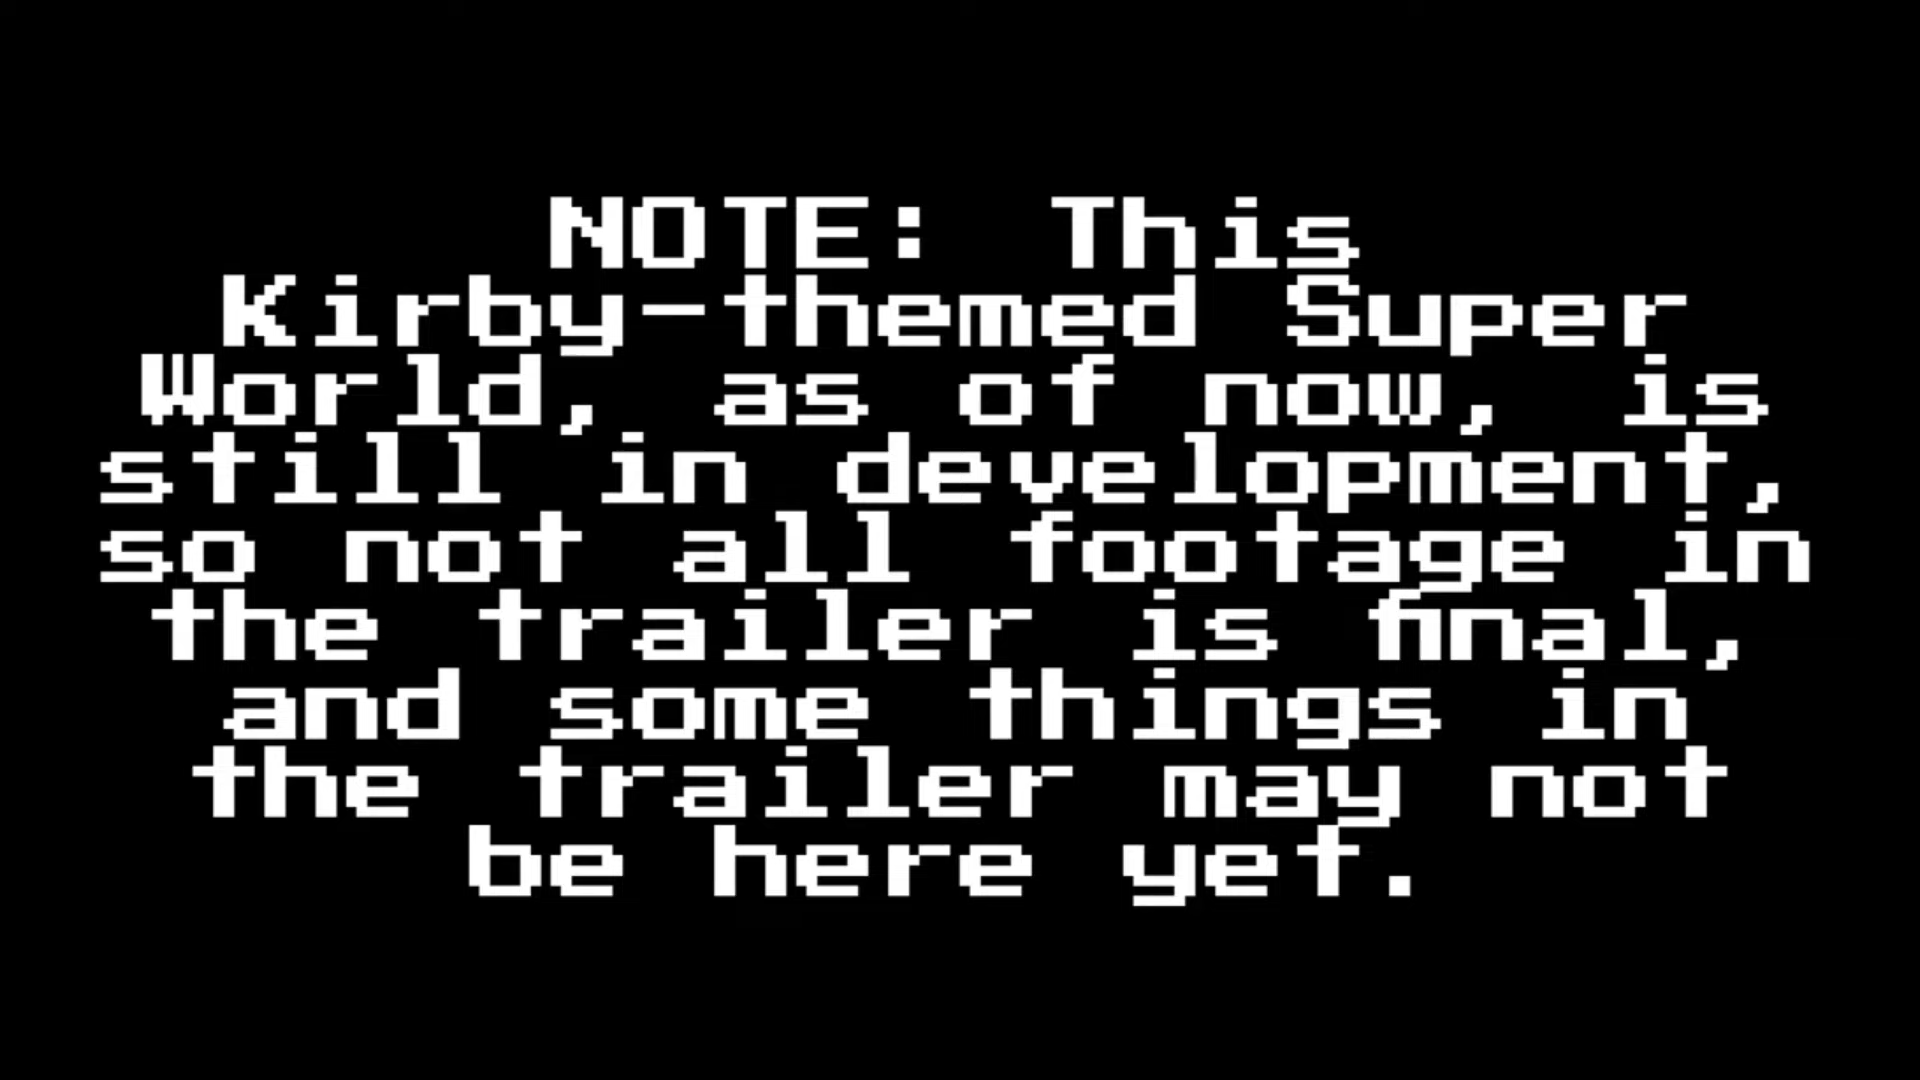 NOTE: This
Kirby-themed Super
World, as of now, is
still in development,
so not all footage in
the trailer is final,
and some things in
the trailer may not
be here yet.